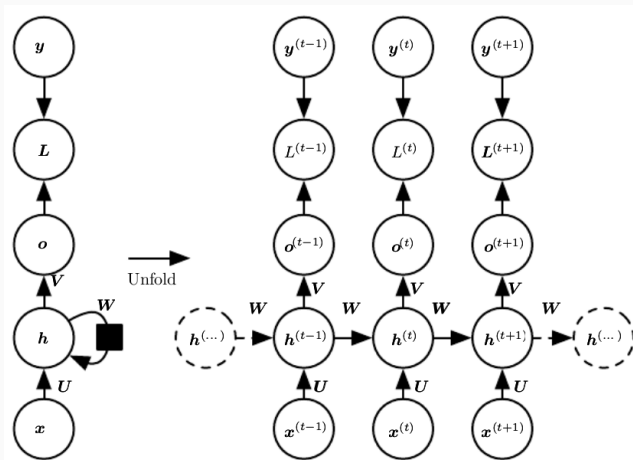 y y^(t−1) y^(t) y^(t+1)
L L^(t−1) L^(t) L^(t+1)
o o^(t−1) o^(t) o^(t+1)
Unfold
V V V V
W W W W W
h h^(...) h^(t−1) h^(t) h^(t+1) h^(...)
U U U U
x x^(t−1) x^(t) x^(t+1)